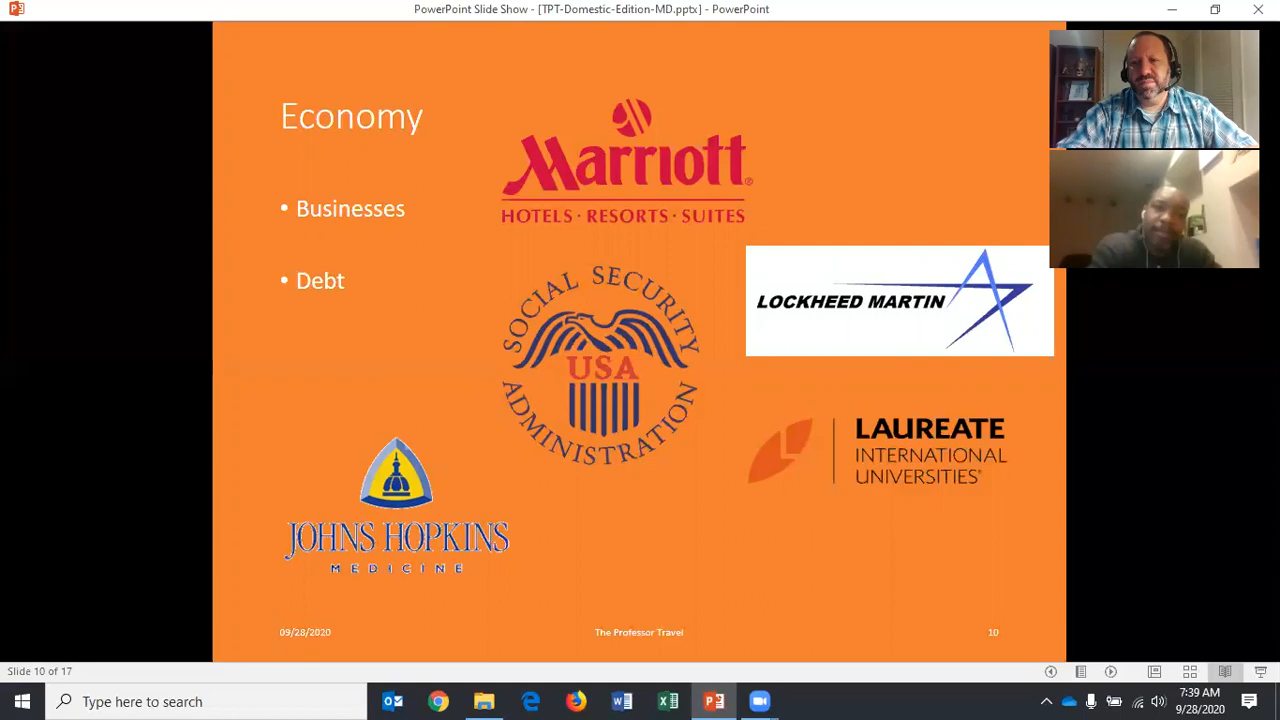 PowerPoint Slide Show - [TPT-Domestic-Edition-MD.pptx] - PowerPoint
Economy
• Businesses
• Debt
Marriott®
HOTELS · RESORTS · SUITES
SOCIAL SECURITY
USA
ADMINISTRATION
LOCKHEED MARTIN
LAUREATE
INTERNATIONAL
UNIVERSITIES®
JOHNS HOPKINS
MEDICINE
09/28/2020
The Professor Travel
10
Slide 10 of 17
Type here to search
7:39 AM
9/28/2020